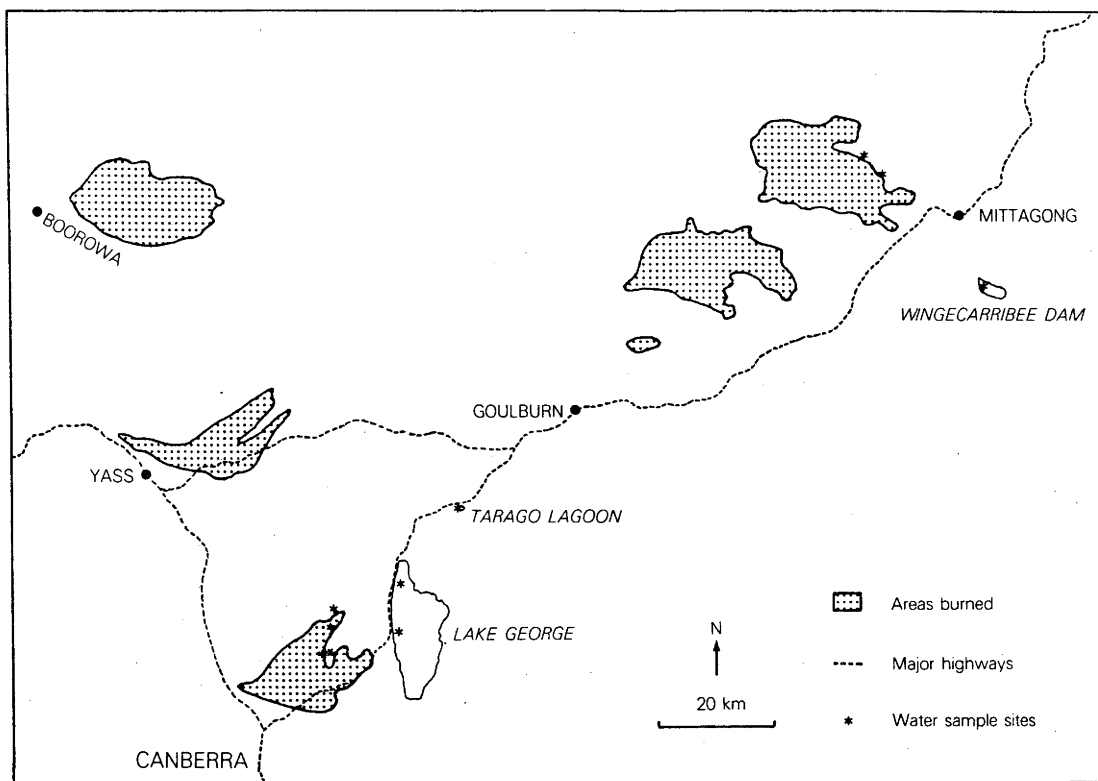 MITTAGONG
BOOROWA
WINGECARRIBEE DAM
GOULBURN
YASS
TARAGO LAGOON
Areas burned
LAKE GEORGE
N
Major highways
20 km
Water sample sites
CANBERRA